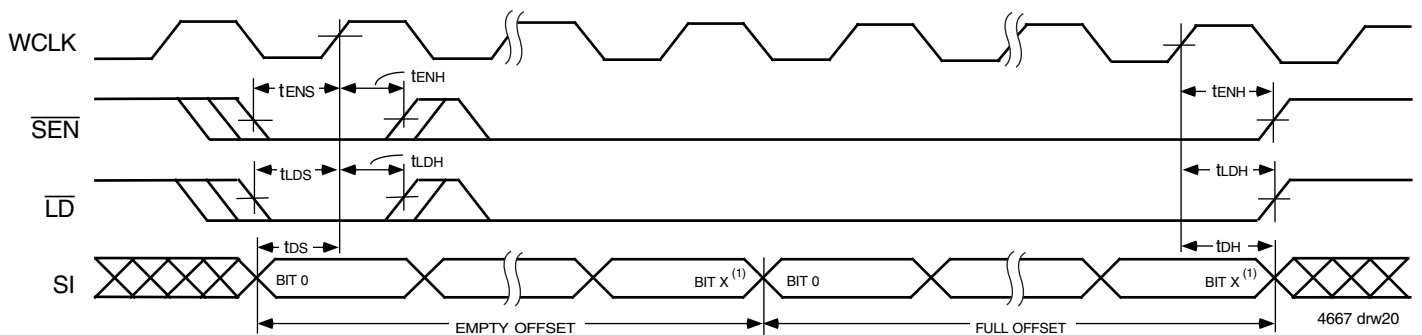 WCLK
tENS
tENH
tENH
SEN
tLDS
tLDH
tLDH
LD
tDS
tDH
SI
BIT 0
BIT X (1)
BIT 0
BIT X (1)
EMPTY OFFSET
FULL OFFSET
4667 drw20